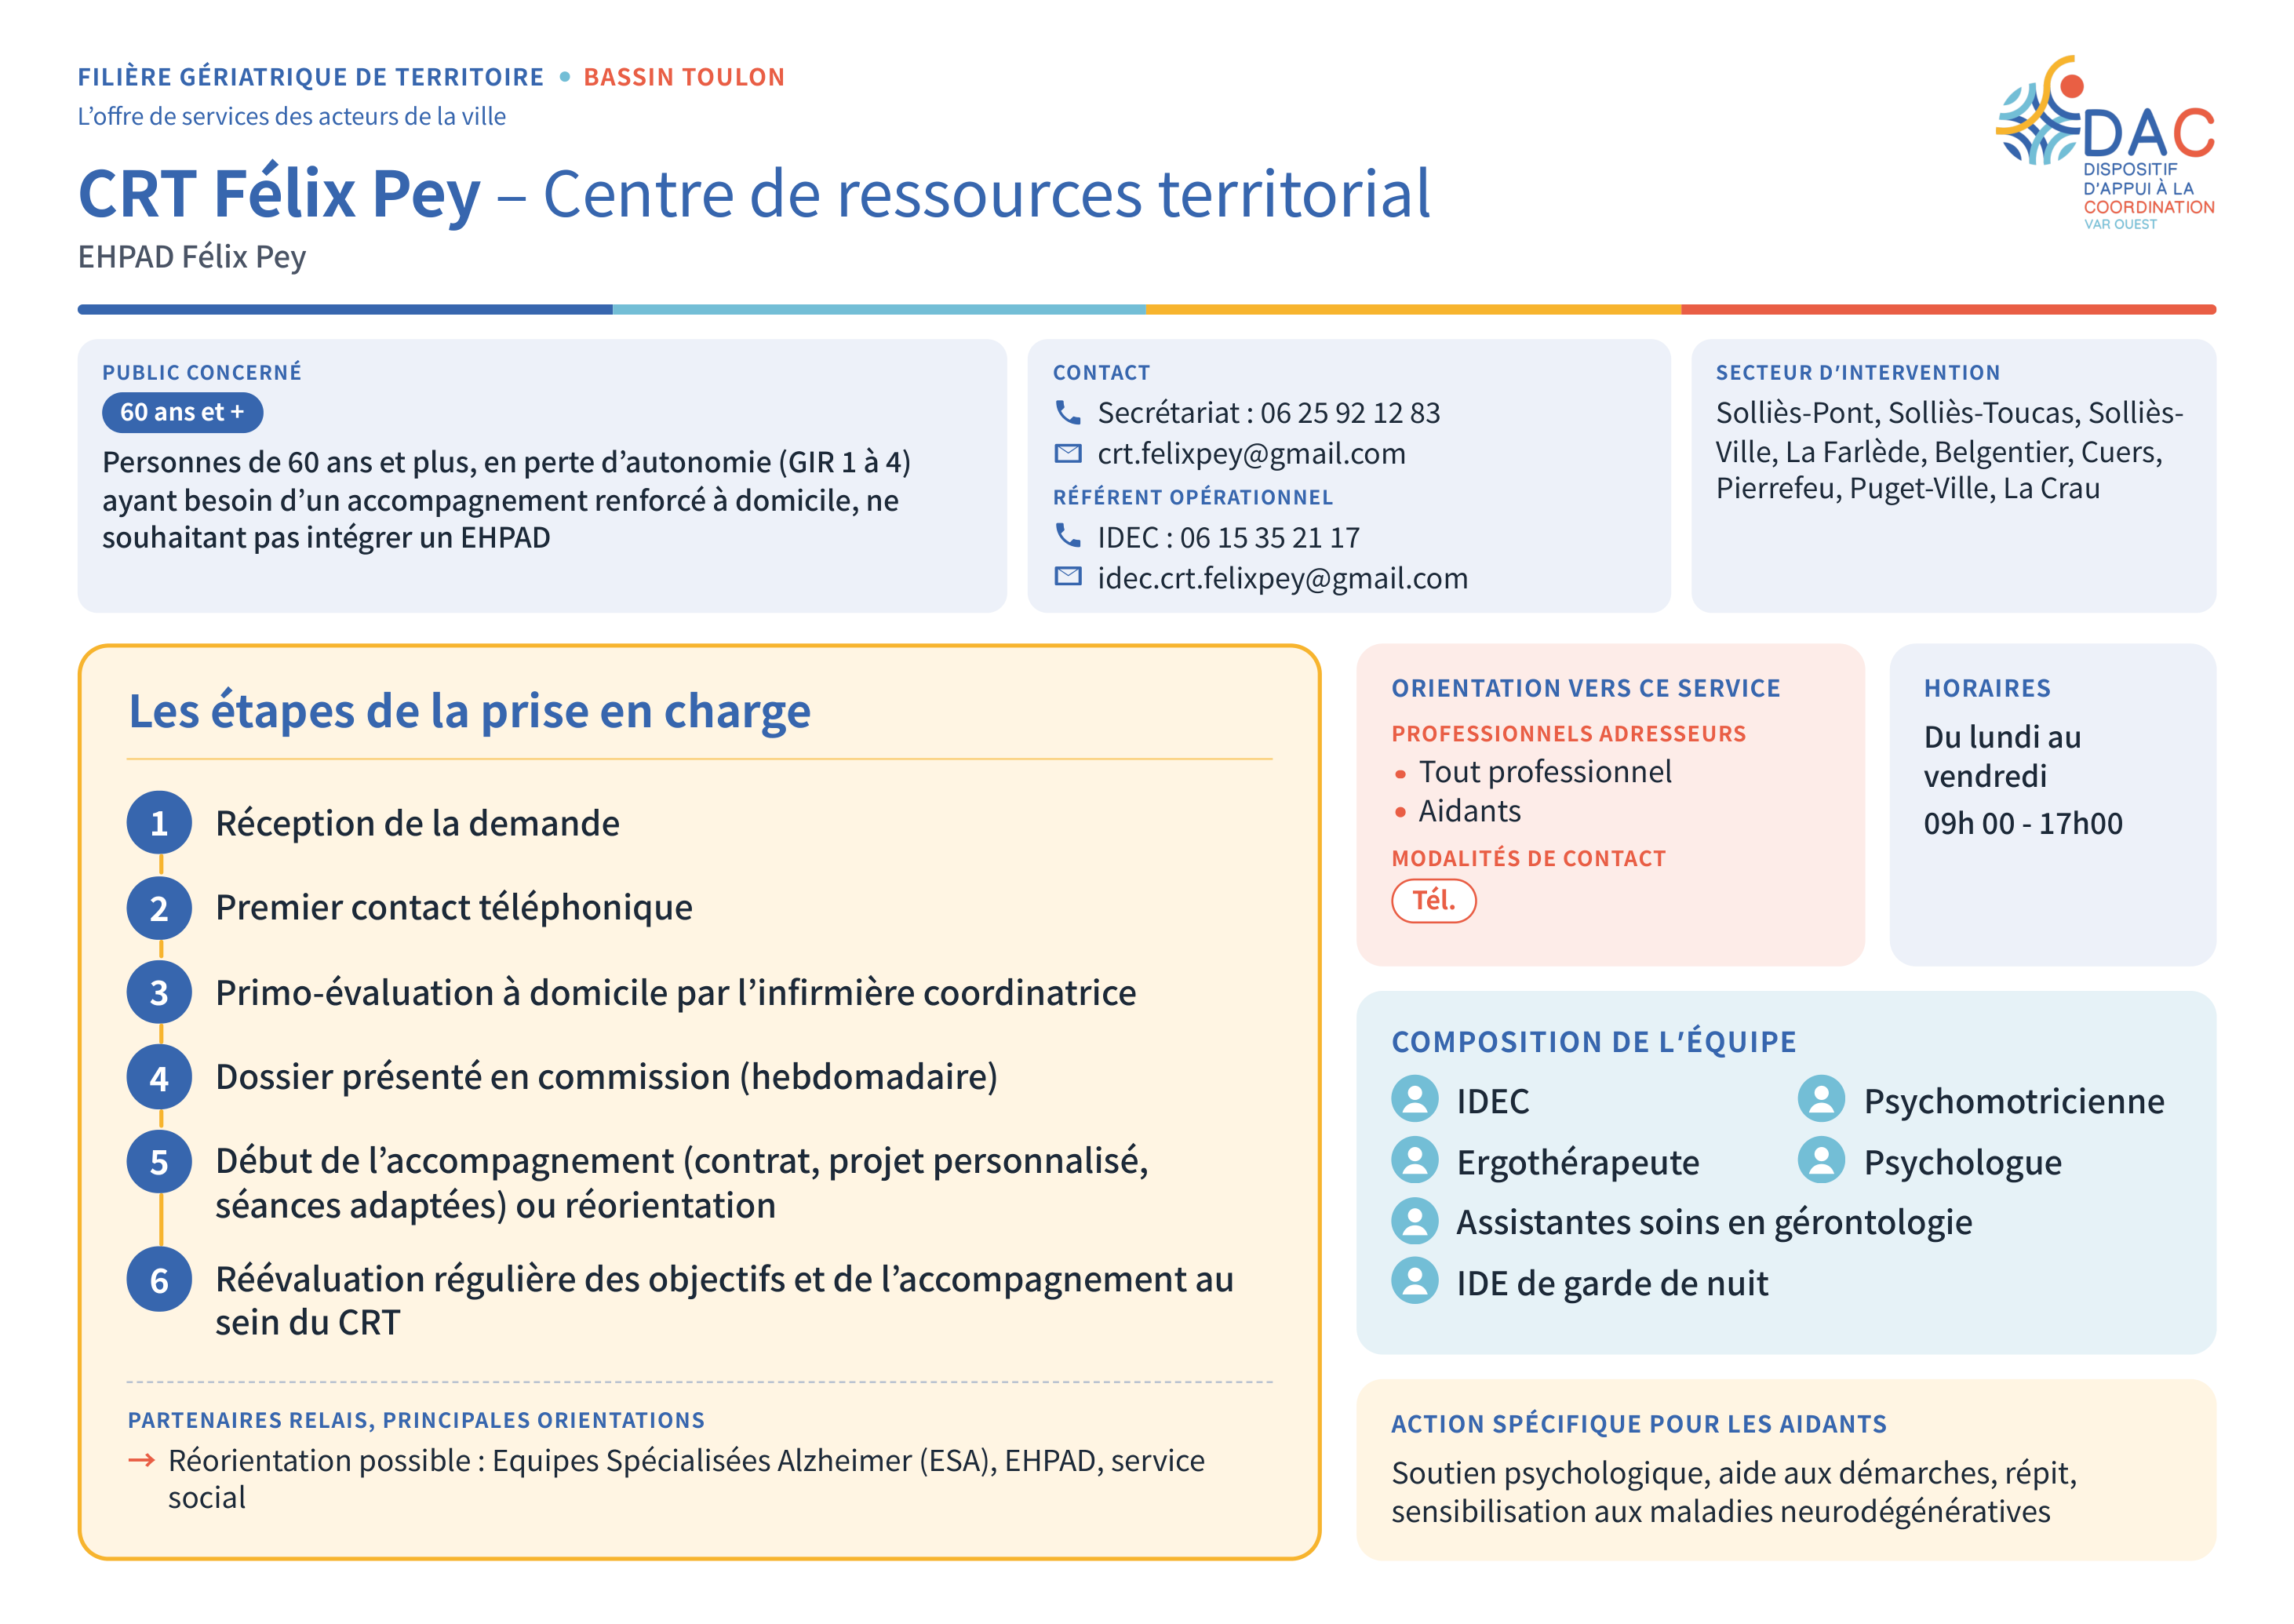 FILIÈRE GÉRIATRIQUE DE TERRITOIRE • BASSIN TOULON
L’offre de services des acteurs de la ville
CRT Félix Pey – Centre de ressources territorial
EHPAD Félix Pey
DAC
DISPOSITIF
D’APPUI À LA
COORDINATION
VAR OUEST
PUBLIC CONCERNÉ
60 ans et +
Personnes de 60 ans et plus, en perte d’autonomie (GIR 1 à 4)
ayant besoin d’un accompagnement renforcé à domicile, ne
souhaitant pas intégrer un EHPAD
CONTACT
Secrétariat : 06 25 92 12 83
crt.felixpey@gmail.com
RÉFÉRENT OPÉRATIONNEL
IDEC : 06 15 35 21 17
idec.crt.felixpey@gmail.com
SECTEUR D’INTERVENTION
Solliès-Pont, Solliès-Toucas, Solliès-
Ville, La Farlède, Belgentier, Cuers,
Pierrefeu, Puget-Ville, La Crau
Les étapes de la prise en charge
1 Réception de la demande
2 Premier contact téléphonique
3 Primo-évaluation à domicile par l’infirmière coordinatrice
4 Dossier présenté en commission (hebdomadaire)
5 Début de l’accompagnement (contrat, projet personnalisé,
séances adaptées) ou réorientation
6 Réévaluation régulière des objectifs et de l’accompagnement au
sein du CRT
PARTENAIRES RELAIS, PRINCIPALES ORIENTATIONS
→ Réorientation possible : Equipes Spécialisées Alzheimer (ESA), EHPAD, service
social
ORIENTATION VERS CE SERVICE
PROFESSIONNELS ADRESSEURS
• Tout professionnel
• Aidants
MODALITÉS DE CONTACT
Tél.
HORAIRES
Du lundi au
vendredi
09h 00 - 17h00
COMPOSITION DE L’ÉQUIPE
IDEC
Psychomotricienne
Ergothérapeute
Psychologue
Assistantes soins en gérontologie
IDE de garde de nuit
ACTION SPÉCIFIQUE POUR LES AIDANTS
Soutien psychologique, aide aux démarches, répit,
sensibilisation aux maladies neurodégénératives